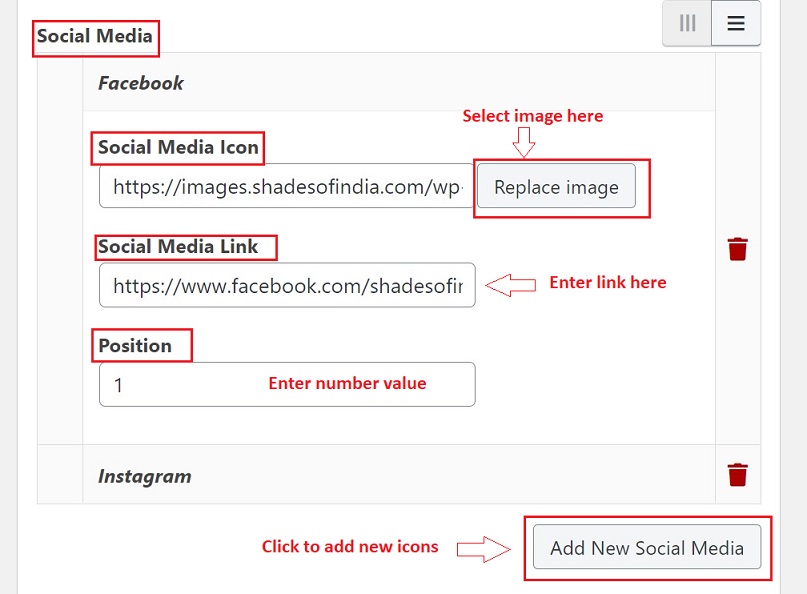 Social Media
Facebook
Select image here
Social Media Icon
https://images.shadesofindia.com/wp-
Replace image
Social Media Link
https://www.facebook.com/shadesofir
Enter link here
Position
1
Enter number value
Instagram
Click to add new icons
Add New Social Media